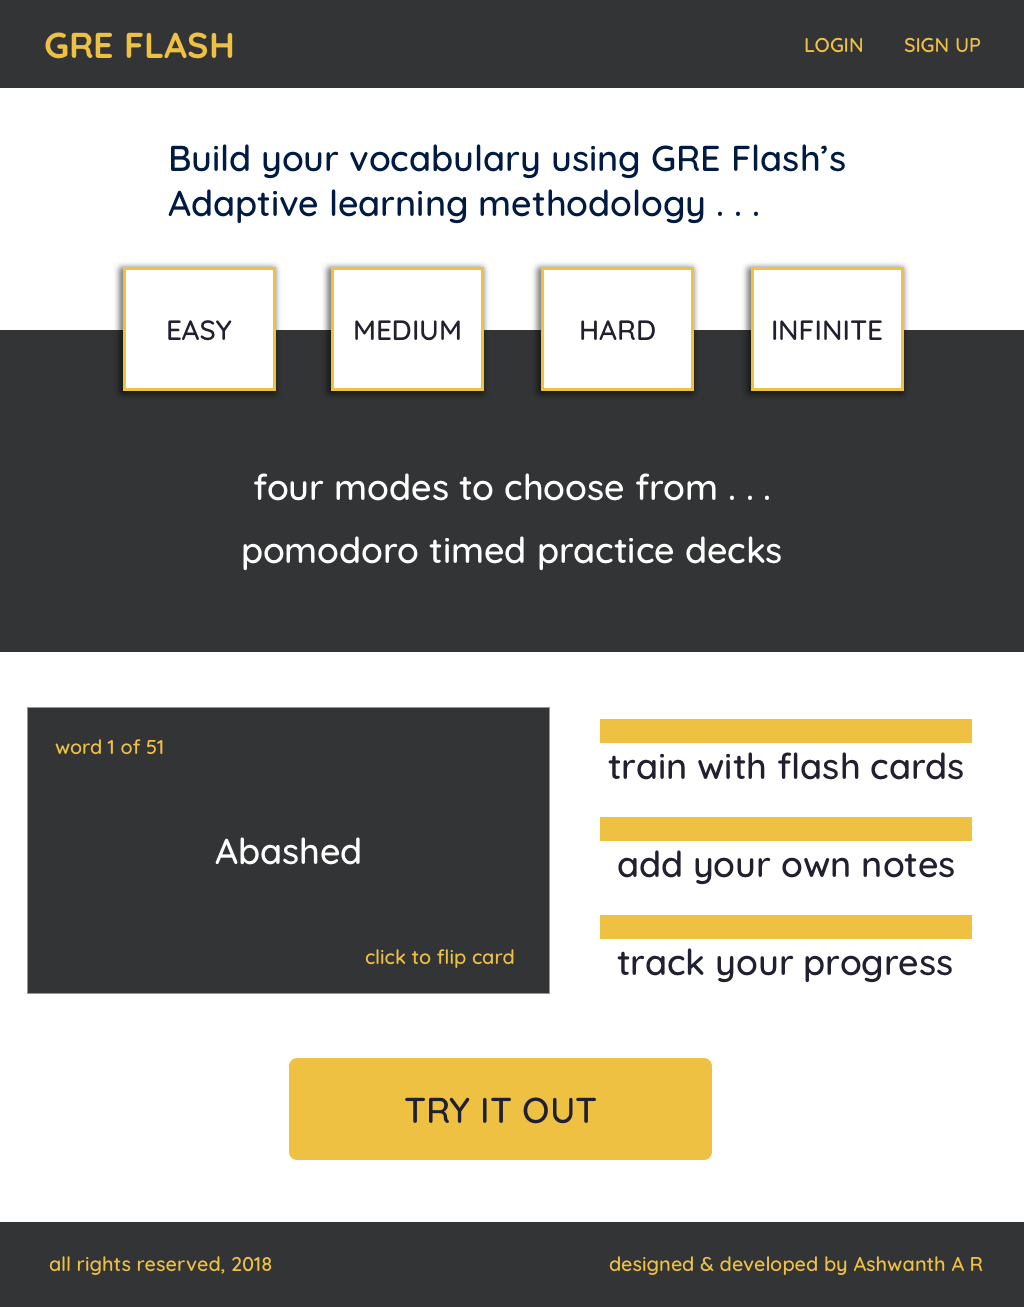 GRE FLASH
LOGIN
SIGN UP
Build your vocabulary using GRE Flash’s
Adaptive learning methodology . . .
EASY
MEDIUM
HARD
INFINITE
four modes to choose from . . .
pomodoro timed practice decks
word 1 of 51
Abashed
click to flip card
train with flash cards
add your own notes
track your progress
TRY IT OUT
all rights reserved, 2018
designed & developed by Ashwanth A R